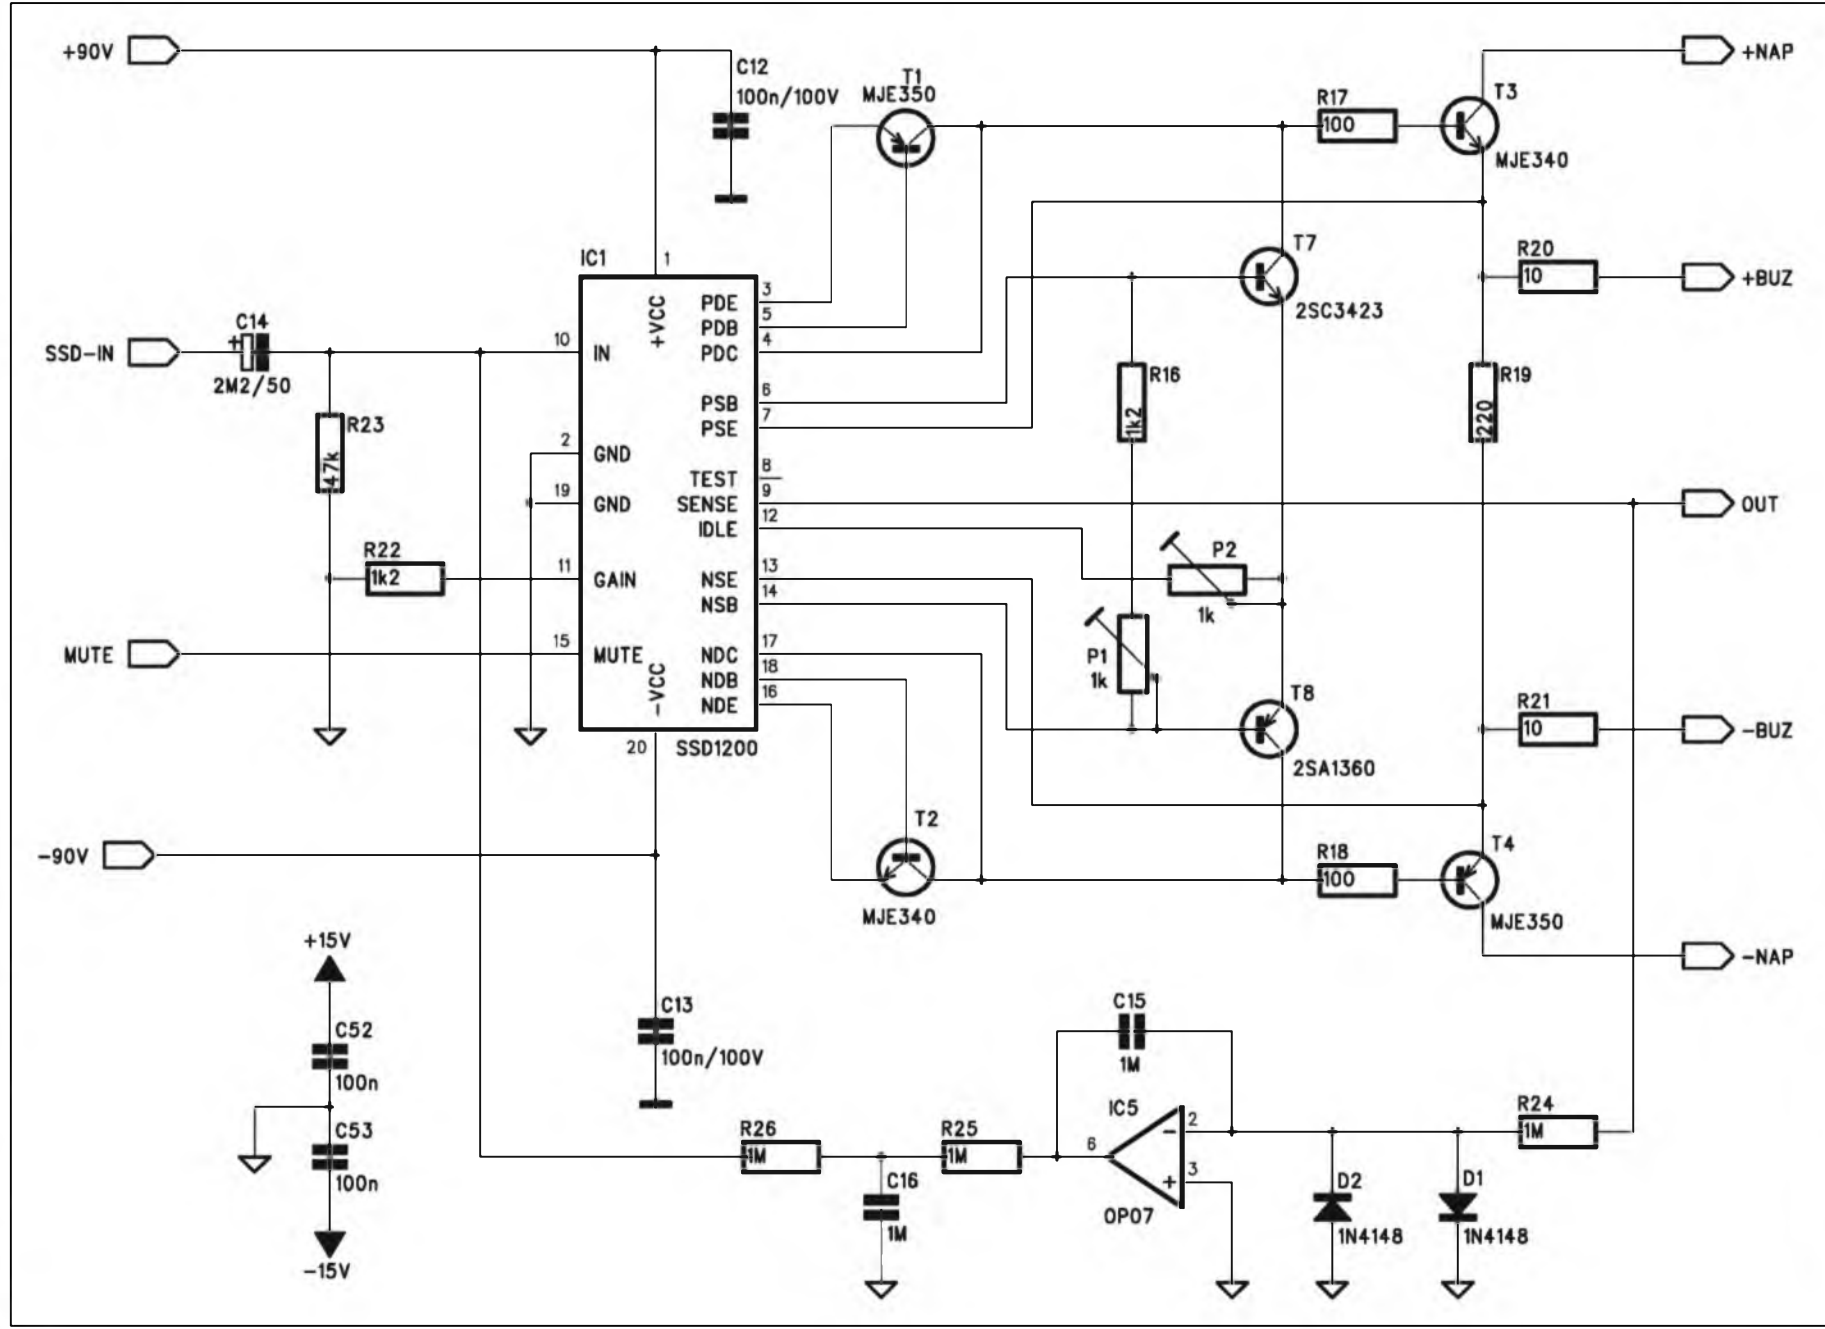 +90V
C12
100n/100V
T1
MJE350
R17
100
T3
MJE340
+NAP
IC1
1
+VCC
PDE
3
PDB
5
PDC
4
PSB
6
PSE
7
TEST
8
SENSE
9
IDLE
12
NSE
13
NSB
14
NDC
17
NDB
18
NDE
16
10
IN
2
GND
19
GND
11
GAIN
15
MUTE
-VCC
20
SSD1200
SSD-IN
+
C14
2M2/50
R23
47k
R22
1k2
MUTE
T7
2SC3423
R20
10
+BUZ
R16
1k2
R19
220
OUT
P2
1k
P1
1k
T8
2SA1360
R21
10
-BUZ
-90V
T2
MJE340
R18
100
T4
MJE350
-NAP
+15V
C52
100n
C53
100n
-15V
C13
100n/100V
C15
1M
IC5
2
-
6
3
+
OP07
R26
1M
R25
1M
C16
1M
R24
1M
D2
1N4148
D1
1N4148